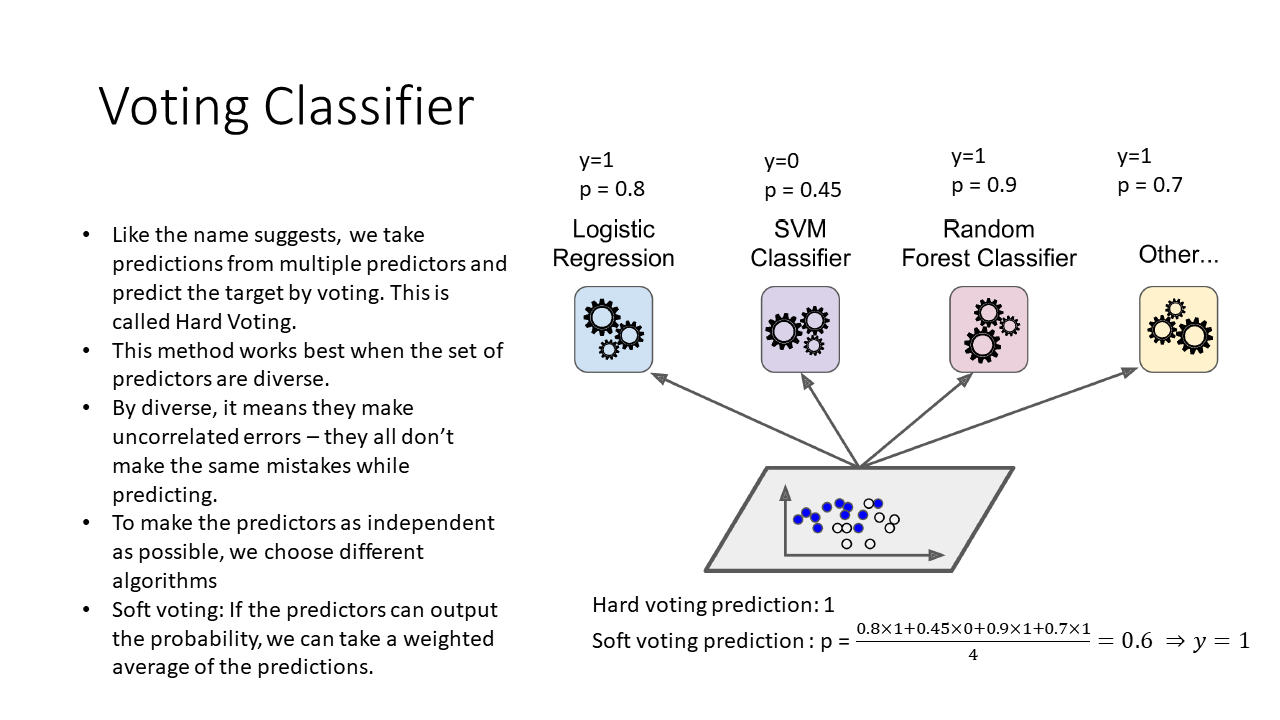 Voting Classifier
• Like the name suggests, we take
predictions from multiple predictors and
predict the target by voting. This is
called Hard Voting.
• This method works best when the set of
predictors are diverse.
• By diverse, it means they make
uncorrelated errors – they all don’t
make the same mistakes while
predicting.
• To make the predictors as independent
as possible, we choose different
algorithms
• Soft voting: If the predictors can output
the probability, we can take a weighted
average of the predictions.
y=1
p = 0.8
Logistic
Regression
y=0
p = 0.45
SVM
Classifier
y=1
p = 0.9
Random
Forest Classifier
y=1
p = 0.7
Other...
Hard voting prediction: 1
Soft voting prediction : p = (0.8×1+0.45×0+0.9×1+0.7×1)/4 = 0.6 ⇒ y = 1